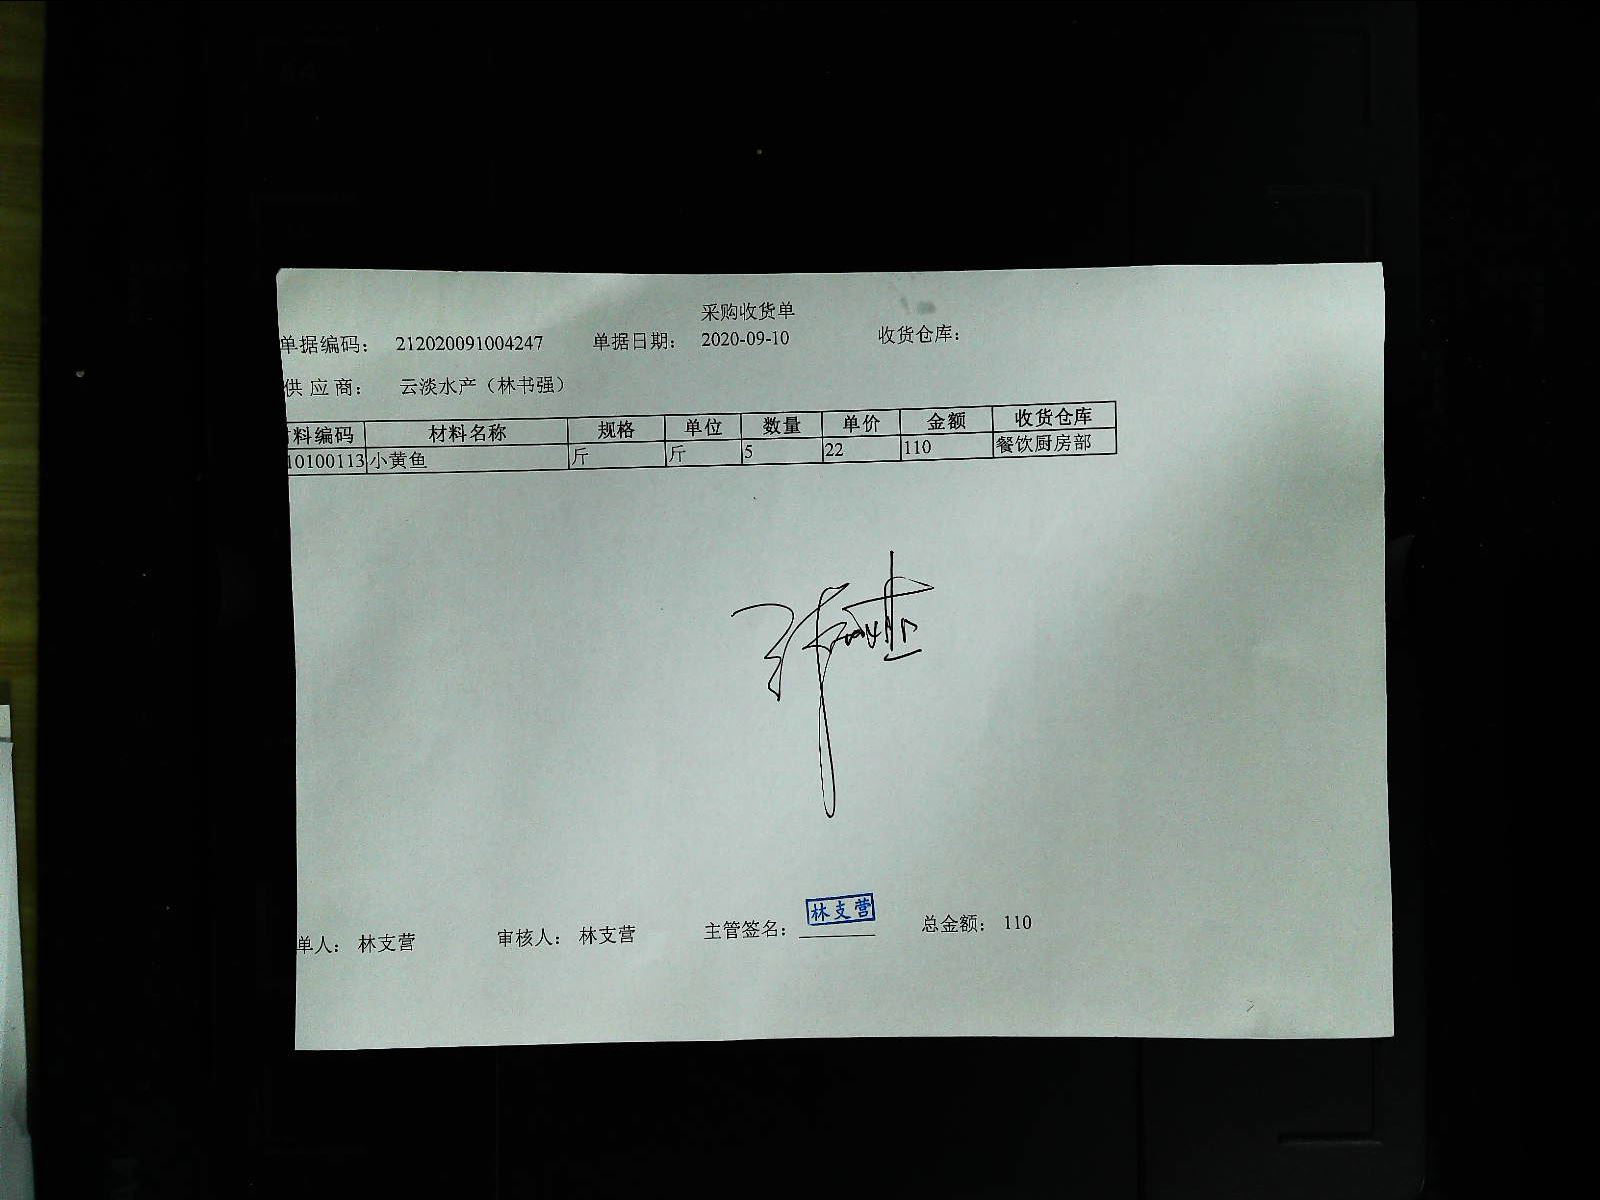 采购收货单
单据编码： 212020091004247 单据日期： 2020-09-10 收货仓库：
供应商： 云淡水产（林书强）
料编码 材料名称 规格 单位 数量 单价 金额 收货仓库
10100113 小黄鱼 斤 斤 5 22 110 餐饮厨房部
林支营
单人： 林支营 审核人： 林支营 主管签名： 总金额： 110